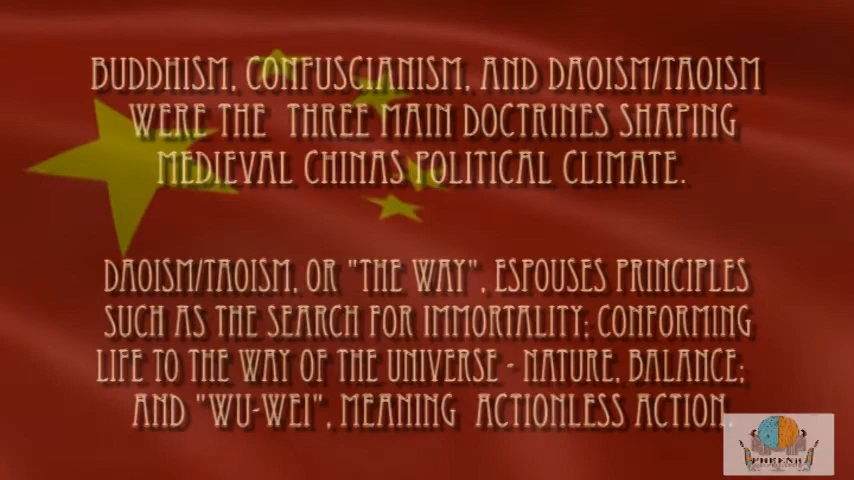 BUDDHISM, CONFUSCIANISM, AND DAOISM/TAOISM
WERE THE THREE MAIN DOCTRINES SHAPING
MEDIEVAL CHINAS POLITICAL CLIMATE.
DAOISM/TAOISM, OR "THE WAY", ESPOUSES PRINCIPLES
SUCH AS THE SEARCH FOR IMMORTALITY; CONFORMING
LIFE TO THE WAY OF THE UNIVERSE - NATURE, BALANCE;
AND "WU-WEI", MEANING ACTIONLESS ACTION.